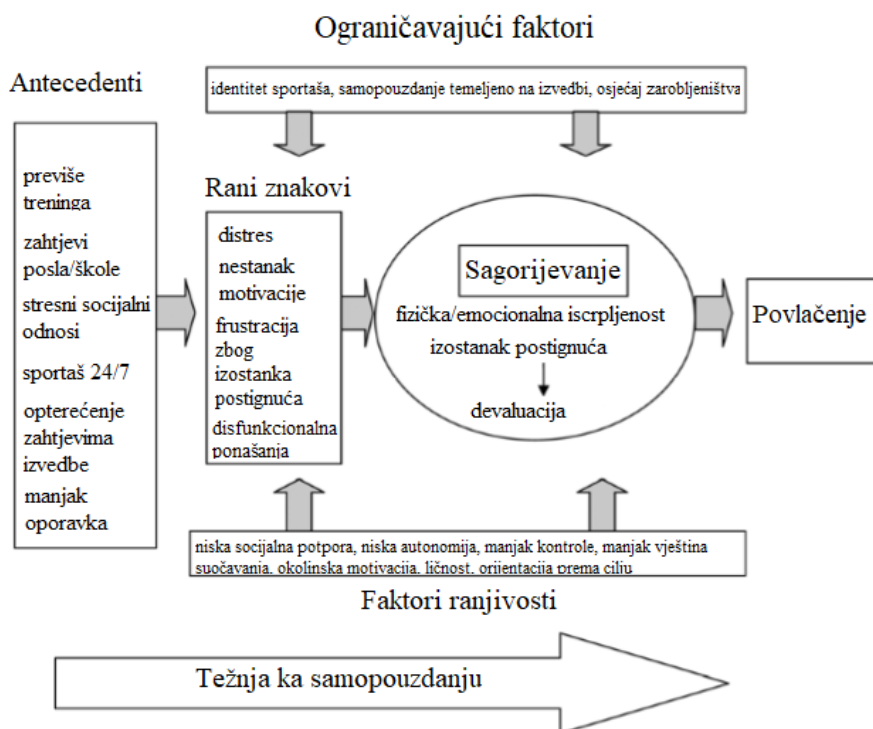 Ograničavajući faktori
Antecedenti
identitet sportaša, samopouzdanje temeljeno na izvedbi, osjećaj zarobljeništva
previše
treninga
zahtjevi
posla/škole
stresni socijalni
odnosi
sportaš 24/7
opterećenje
zahtjevima
izvedbe
manjak
oporavka
Rani znakovi
distres
nestanak
motivacije
frustracija
zbog
izostanka
postignuća
disfunkcionalna
ponašanja
Sagorijevanje
fizička/emocionalna iscrpljenost
izostanak postignuća
devaluacija
Povlačenje
niska socijalna potpora, niska autonomija, manjak kontrole, manjak vještina
suočavanja, okolinska motivacija, ličnost, orijentacija prema cilju
Faktori ranjivosti
Težnja ka samopouzdanju